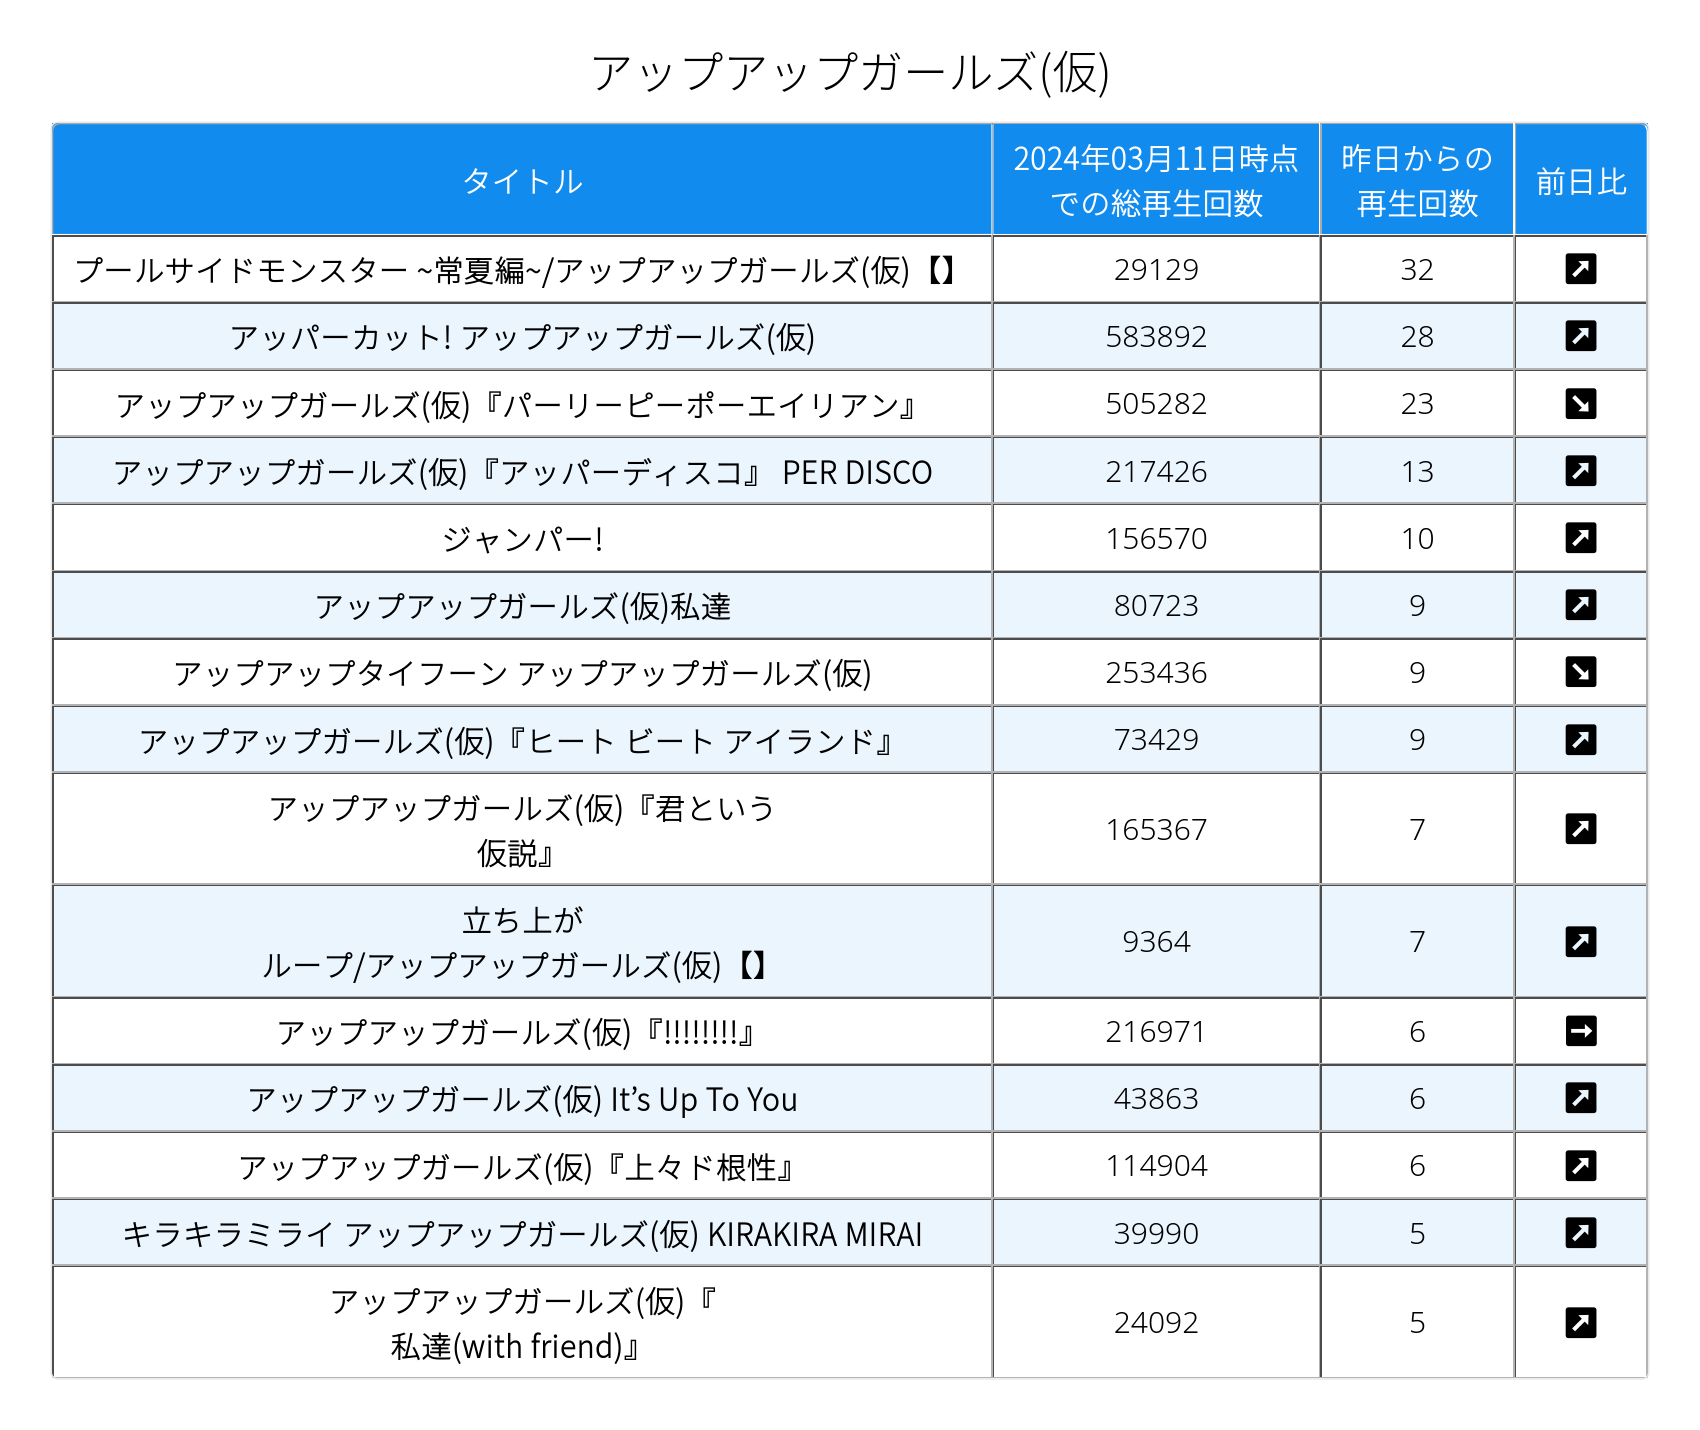 アップアップガールズ(仮)
タイトル
2024年03月11日時点
での総再生回数
昨日からの
再生回数
前日比
プールサイドモンスター ~常夏編~/アップアップガールズ(仮)【】
29129
32
アッパーカット! アップアップガールズ(仮)
583892
28
アップアップガールズ(仮)『パーリーピーポーエイリアン』
505282
23
アップアップガールズ(仮)『アッパーディスコ』 PER DISCO
217426
13
ジャンパー!
156570
10
アップアップガールズ(仮)私達
80723
9
アップアップタイフーン アップアップガールズ(仮)
253436
9
アップアップガールズ(仮)『ヒート ビート アイランド』
73429
9
アップアップガールズ(仮)『君という
仮説』
165367
7
立ち上が
ループ/アップアップガールズ(仮)【】
9364
7
アップアップガールズ(仮)『!!!!!!!!』
216971
6
アップアップガールズ(仮) It’s Up To You
43863
6
アップアップガールズ(仮)『上々ド根性』
114904
6
キラキラミライ アップアップガールズ(仮) KIRAKIRA MIRAI
39990
5
アップアップガールズ(仮)『
私達(with friend)』
24092
5